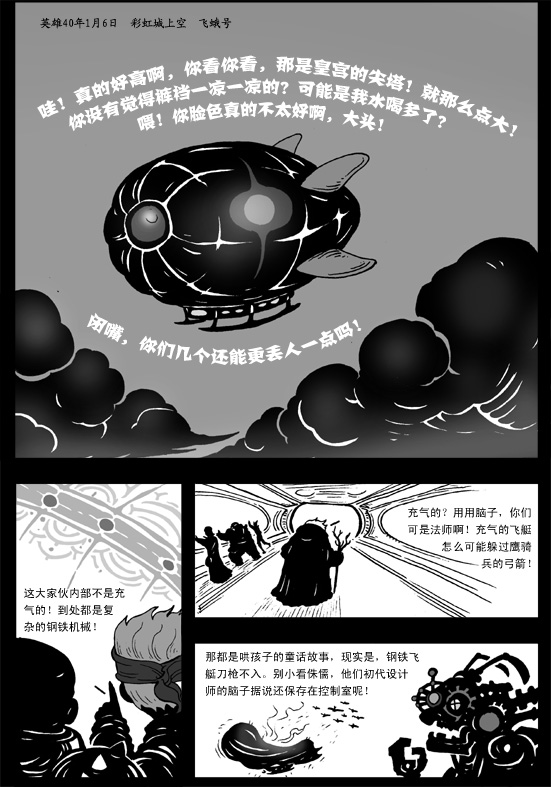 英雄40年1月6日 彩虹城上空 飞蛾号
哇！真的好高啊，你看你看，那是皇宫的尖塔！就那么点大！
你没有觉得裤裆一凉一凉的？可能是我水喝多了？
喂！你脸色真的不太好啊，大头！
闭嘴，你们几个还能更丢人一点吗！
这大家伙内部不是充
气的！到处都是复
杂的钢铁机械！
充气的？用用脑子，你们
可是法师啊！充气的飞艇
怎么可能躲过鹰骑
兵的弓箭！
那都是哄孩子的童话故事，现实是，钢铁飞
艇刀枪不入。别小看侏儒，他们初代设计
师的脑子据说还保存在控制室呢！